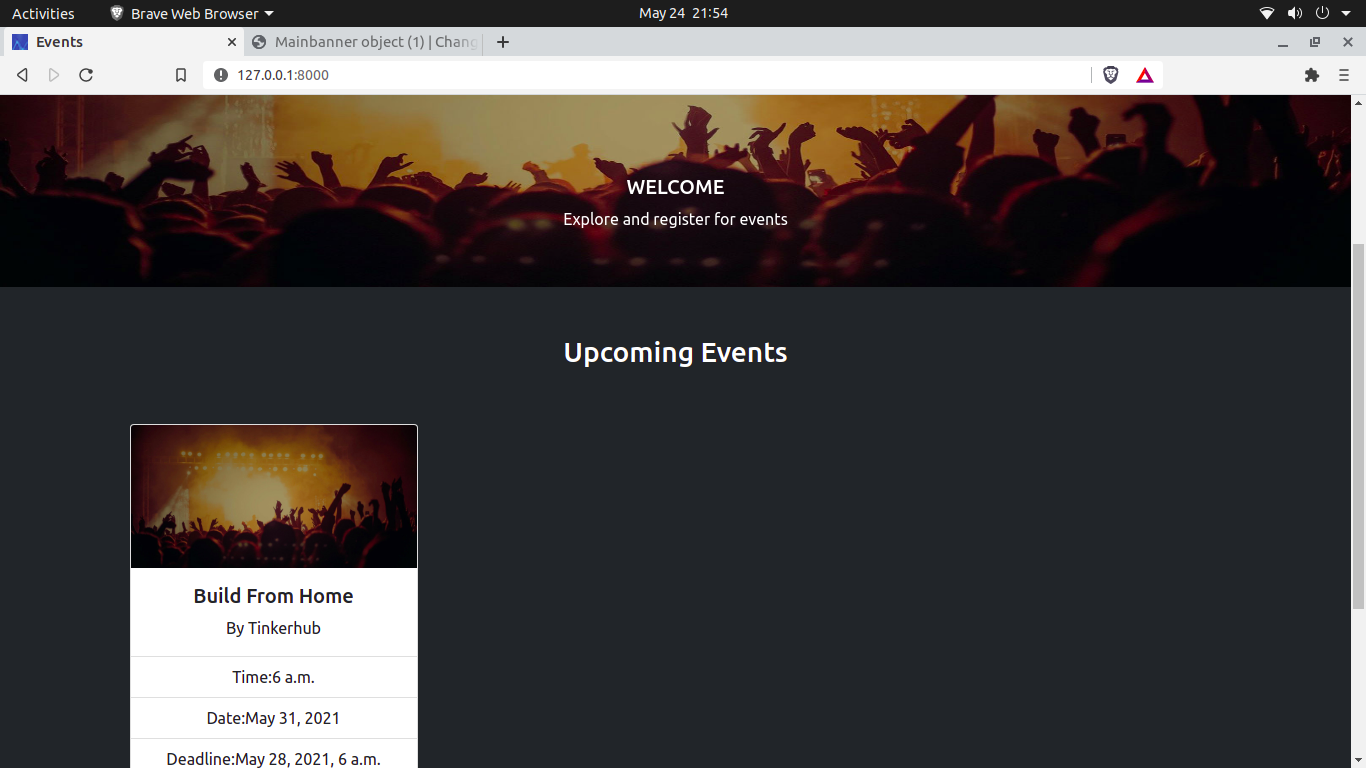 Activities
Brave Web Browser
May 24 21:54
Events
Mainbanner object (1) | Chang
127.0.0.1:8000
WELCOME
Explore and register for events
Upcoming Events
Build From Home
By Tinkerhub
Time:6 a.m.
Date:May 31, 2021
Deadline:May 28, 2021, 6 a.m.